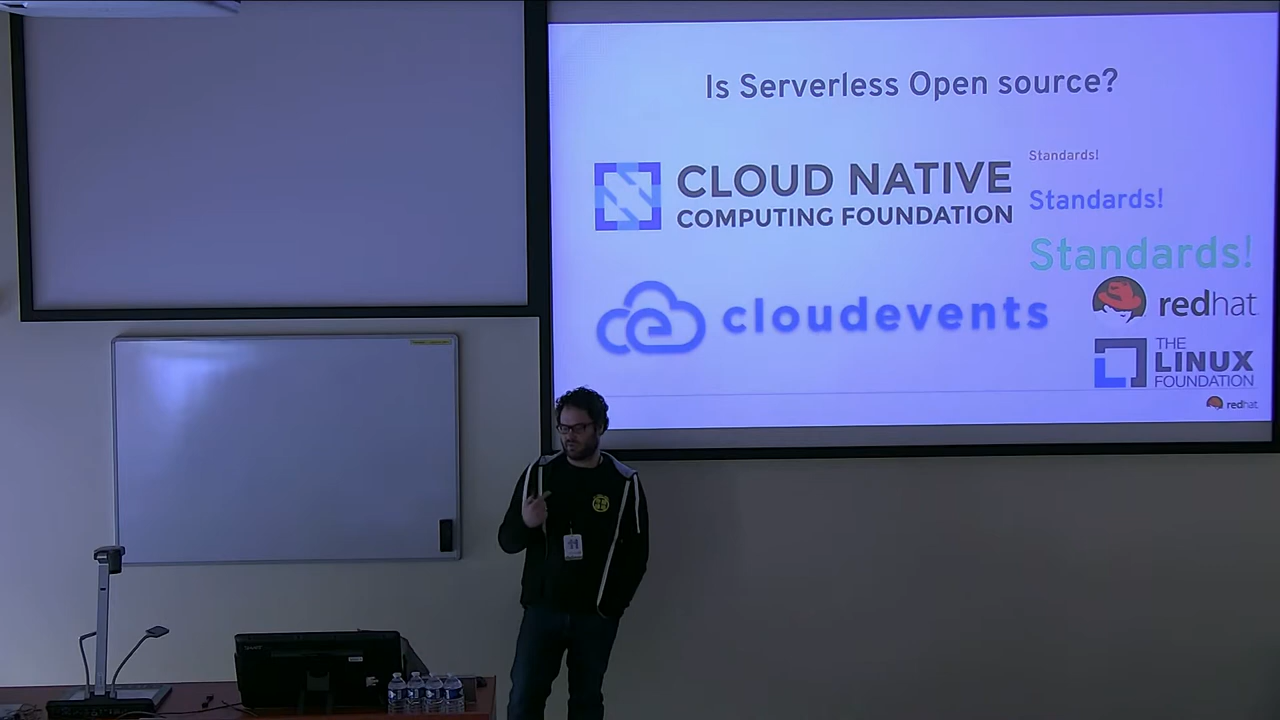 Is Serverless Open source?
CLOUD NATIVE
COMPUTING FOUNDATION
Standards!
Standards!
Standards!
cloudevents
redhat
THE
LINUX
FOUNDATION
redhat